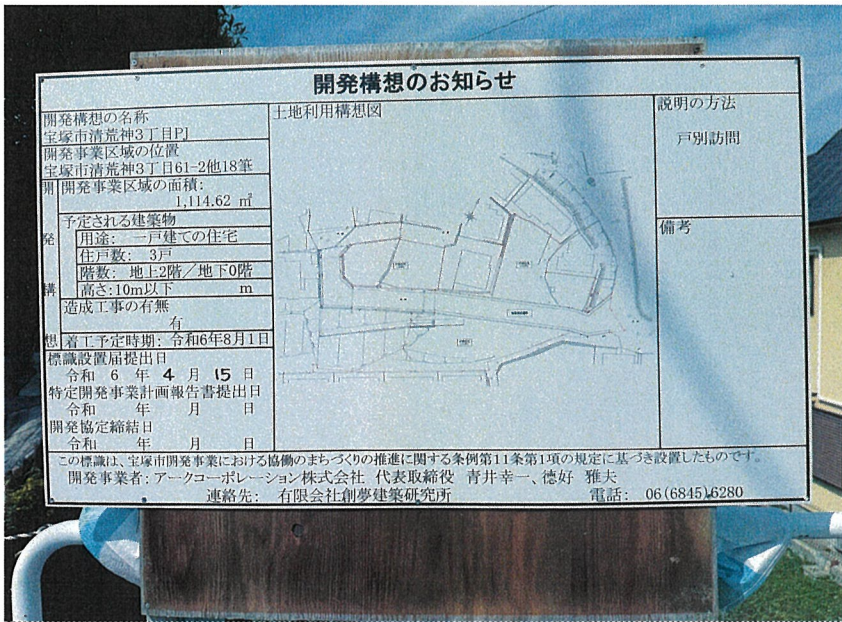 開発構想のお知らせ
開発構想の名称
宝塚市清荒神3丁目PJ
開発事業区域の位置
宝塚市清荒神3丁目61-2他18筆
開発構想
開発事業区域の面積:
1,114.62 ㎡
予定される建築物
用途: 一戸建ての住宅
住戸数: 3戸
階数: 地上2階/地下0階
高さ:10m以下 m
造成工事の有無
有
着工予定時期: 令和6年8月1日
標識設置届提出日
令和 6 年 4 月 15 日
特定開発事業計画報告書提出日
令和 年 月 日
開発協定締結日
令和 年 月 日
土地利用構想図
説明の方法
戸別訪問
備考
この標識は、宝塚市開発事業における協働のまちづくりの推進に関する条例第11条第1項の規定に基づき設置したものです。
開発事業者: アークコーポレーション株式会社 代表取締役 青井幸一、徳好 雅夫
連絡先: 有限会社創夢建築研究所 電話: 06(6845)6280